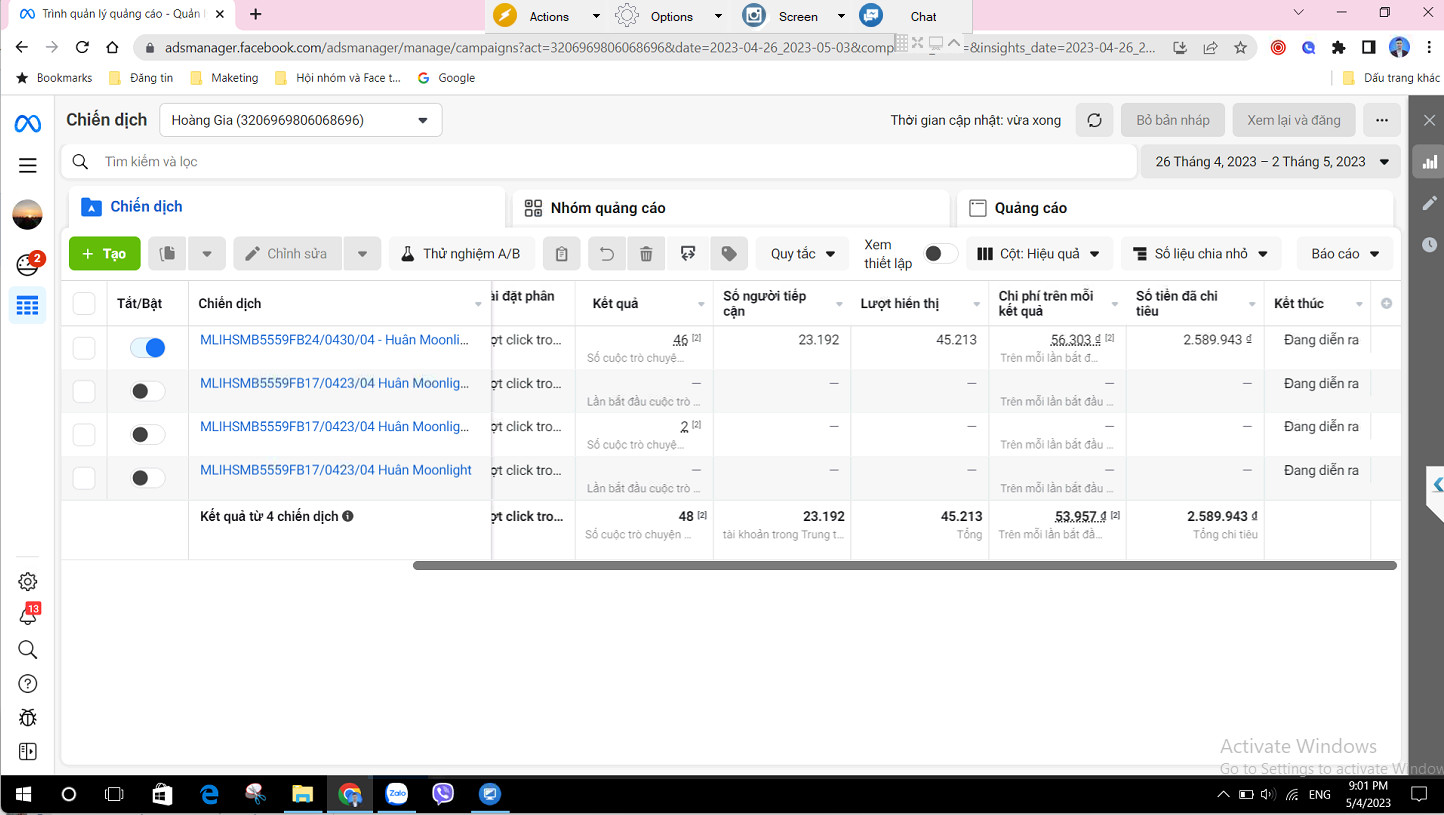 Trình quản lý quảng cáo - Quản l
Actions
Options
Screen
Chat
adsmanager.facebook.com/adsmanager/manage/campaigns?act=3206969806068696&date=2023-04-26_2023-05-03&comp =&insights_date=2023-04-26_2...
Bookmarks
Đăng tin
Maketing
Hội nhóm và Face t...
Google
Dấu trang khác
Chiến dịch
Hoàng Gia (3206969806068696)
Thời gian cập nhật: vừa xong
Bỏ bản nháp
Xem lại và đăng
Tìm kiếm và lọc
26 Tháng 4, 2023 – 2 Tháng 5, 2023
Chiến dịch
Nhóm quảng cáo
Quảng cáo
2
+ Tạo
Chỉnh sửa
Thử nghiệm A/B
Quy tắc
Xem
thiết lập
Cột: Hiệu quả
Số liệu chia nhỏ
Báo cáo
Tắt/Bật
Chiến dịch
ài đặt phân
Kết quả
Số người tiếp
cận
Lượt hiển thị
Chi phí trên mỗi
kết quả
Số tiền đã chi
tiêu
Kết thúc
MLIHSMB5559FB24/0430/04 - Huân Moonli...
ợt click tro...
46 [2]
Số cuộc trò chuyệ...
23.192
45.213
56.303 ₫ [2]
Trên mỗi lần bắt đ...
2.589.943 ₫
Đang diễn ra
MLIHSMB5559FB17/0423/04 Huân Moonlig...
ợt click tro...
—
Lần bắt đầu cuộc trò ...
—
—
—
Trên mỗi lần bắt đầu ...
—
Đang diễn ra
MLIHSMB5559FB17/0423/04 Huân Moonlig...
ợt click tro...
2 [2]
Số cuộc trò chuyệ...
—
—
—
Trên mỗi lần bắt đầu ...
—
Đang diễn ra
MLIHSMB5559FB17/0423/04 Huân Moonlight
ợt click tro...
—
Lần bắt đầu cuộc trò ...
—
—
—
Trên mỗi lần bắt đầu ...
—
Đang diễn ra
Kết quả từ 4 chiến dịch
ợt click tro...
48 [2]
Số cuộc trò chuyện ...
23.192
tài khoản trong Trung t...
45.213
Tổng
53.957 ₫ [2]
Trên mỗi lần bắt đầ...
2.589.943 ₫
Tổng chi tiêu
13
Activate Windows
Go to Settings to activate Window
Zalo
ENG
9:01 PM
5/4/2023